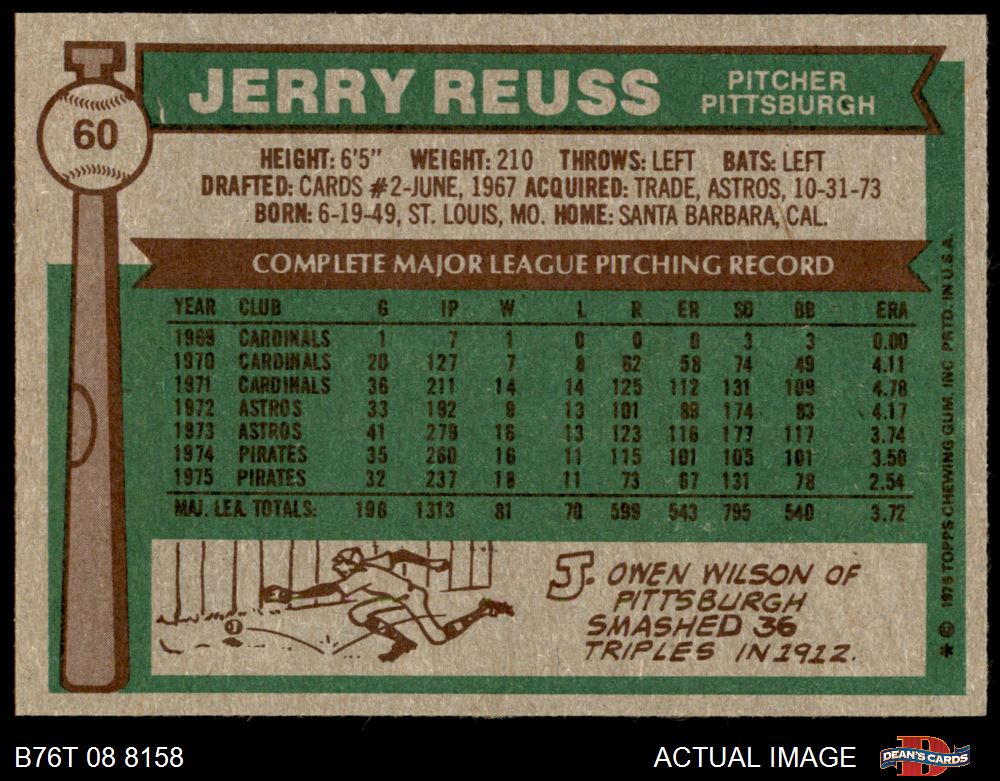 60
JERRY REUSS
PITCHER
PITTSBURGH
HEIGHT: 6'5" WEIGHT: 210 THROWS: LEFT BATS: LEFT
DRAFTED: CARDS #2-JUNE, 1967 ACQUIRED: TRADE, ASTROS, 10-31-73
BORN: 6-19-49, ST. LOUIS, MO. HOME: SANTA BARBARA, CAL.
COMPLETE MAJOR LEAGUE PITCHING RECORD
YEAR CLUB G IP W L R ER SO BB ERA
1969 CARDINALS 1 7 1 0 0 0 3 3 0.00
1970 CARDINALS 20 127 7 8 62 58 74 49 4.11
1971 CARDINALS 36 211 14 14 125 112 131 109 4.78
1972 ASTROS 33 192 9 13 101 89 174 83 4.17
1973 ASTROS 41 279 16 13 123 116 177 117 3.74
1974 PIRATES 35 260 16 11 115 101 105 101 3.50
1975 PIRATES 32 237 18 11 73 67 131 78 2.54
MAJ. LEA. TOTALS: 198 1313 81 70 599 543 795 540 3.72
J. OWEN WILSON OF
PITTSBURGH
SMASHED 36
TRIPLES IN 1912.
* © 1976 TOPPS CHEWING GUM, INC PRTD. IN U.S.A.
B76T 08 8158
ACTUAL IMAGE
DEAN'S CARDS